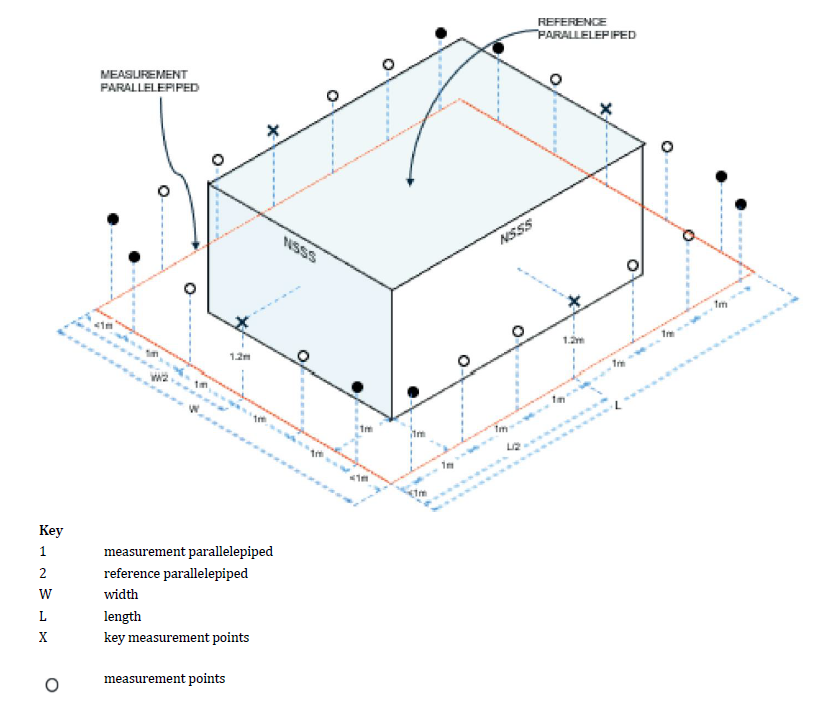 REFERENCE
PARALLELEPIPED
MEASUREMENT
PARALLELEPIPED
NSSS
NSSS
<1m
1m
W/2
1m
W
1.2m
1m
1m
<1m
1m
1m
<1m
1m
1m
L/2
1m
1.2m
L
1m
1m
1m
Key
1 measurement parallelepiped
2 reference parallelepiped
W width
L length
X key measurement points
measurement points